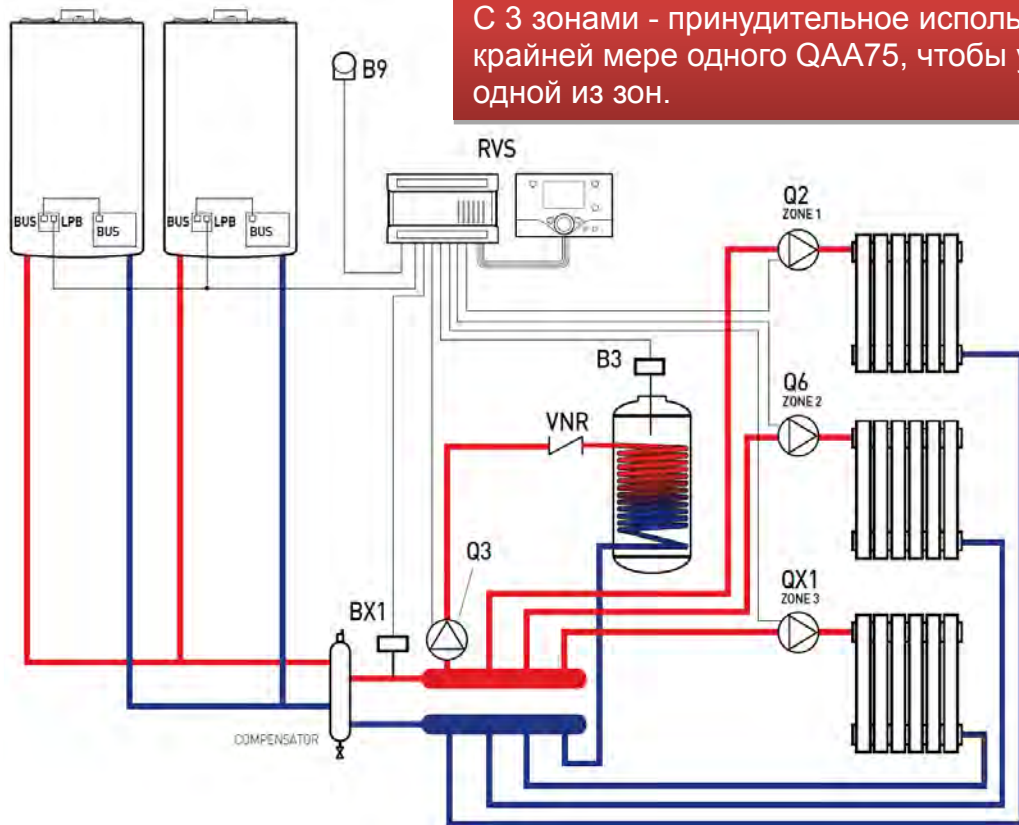 С 3 зонами - принудительное исполь
крайней мере одного QAA75, чтобы
одной из зон.
B9
RVS
Q2
ZONE 1
BUS LPB BUS
BUS LPB BUS
B3
Q6
ZONE 2
VNR
Q3
QX1
ZONE 3
BX1
COMPENSATOR